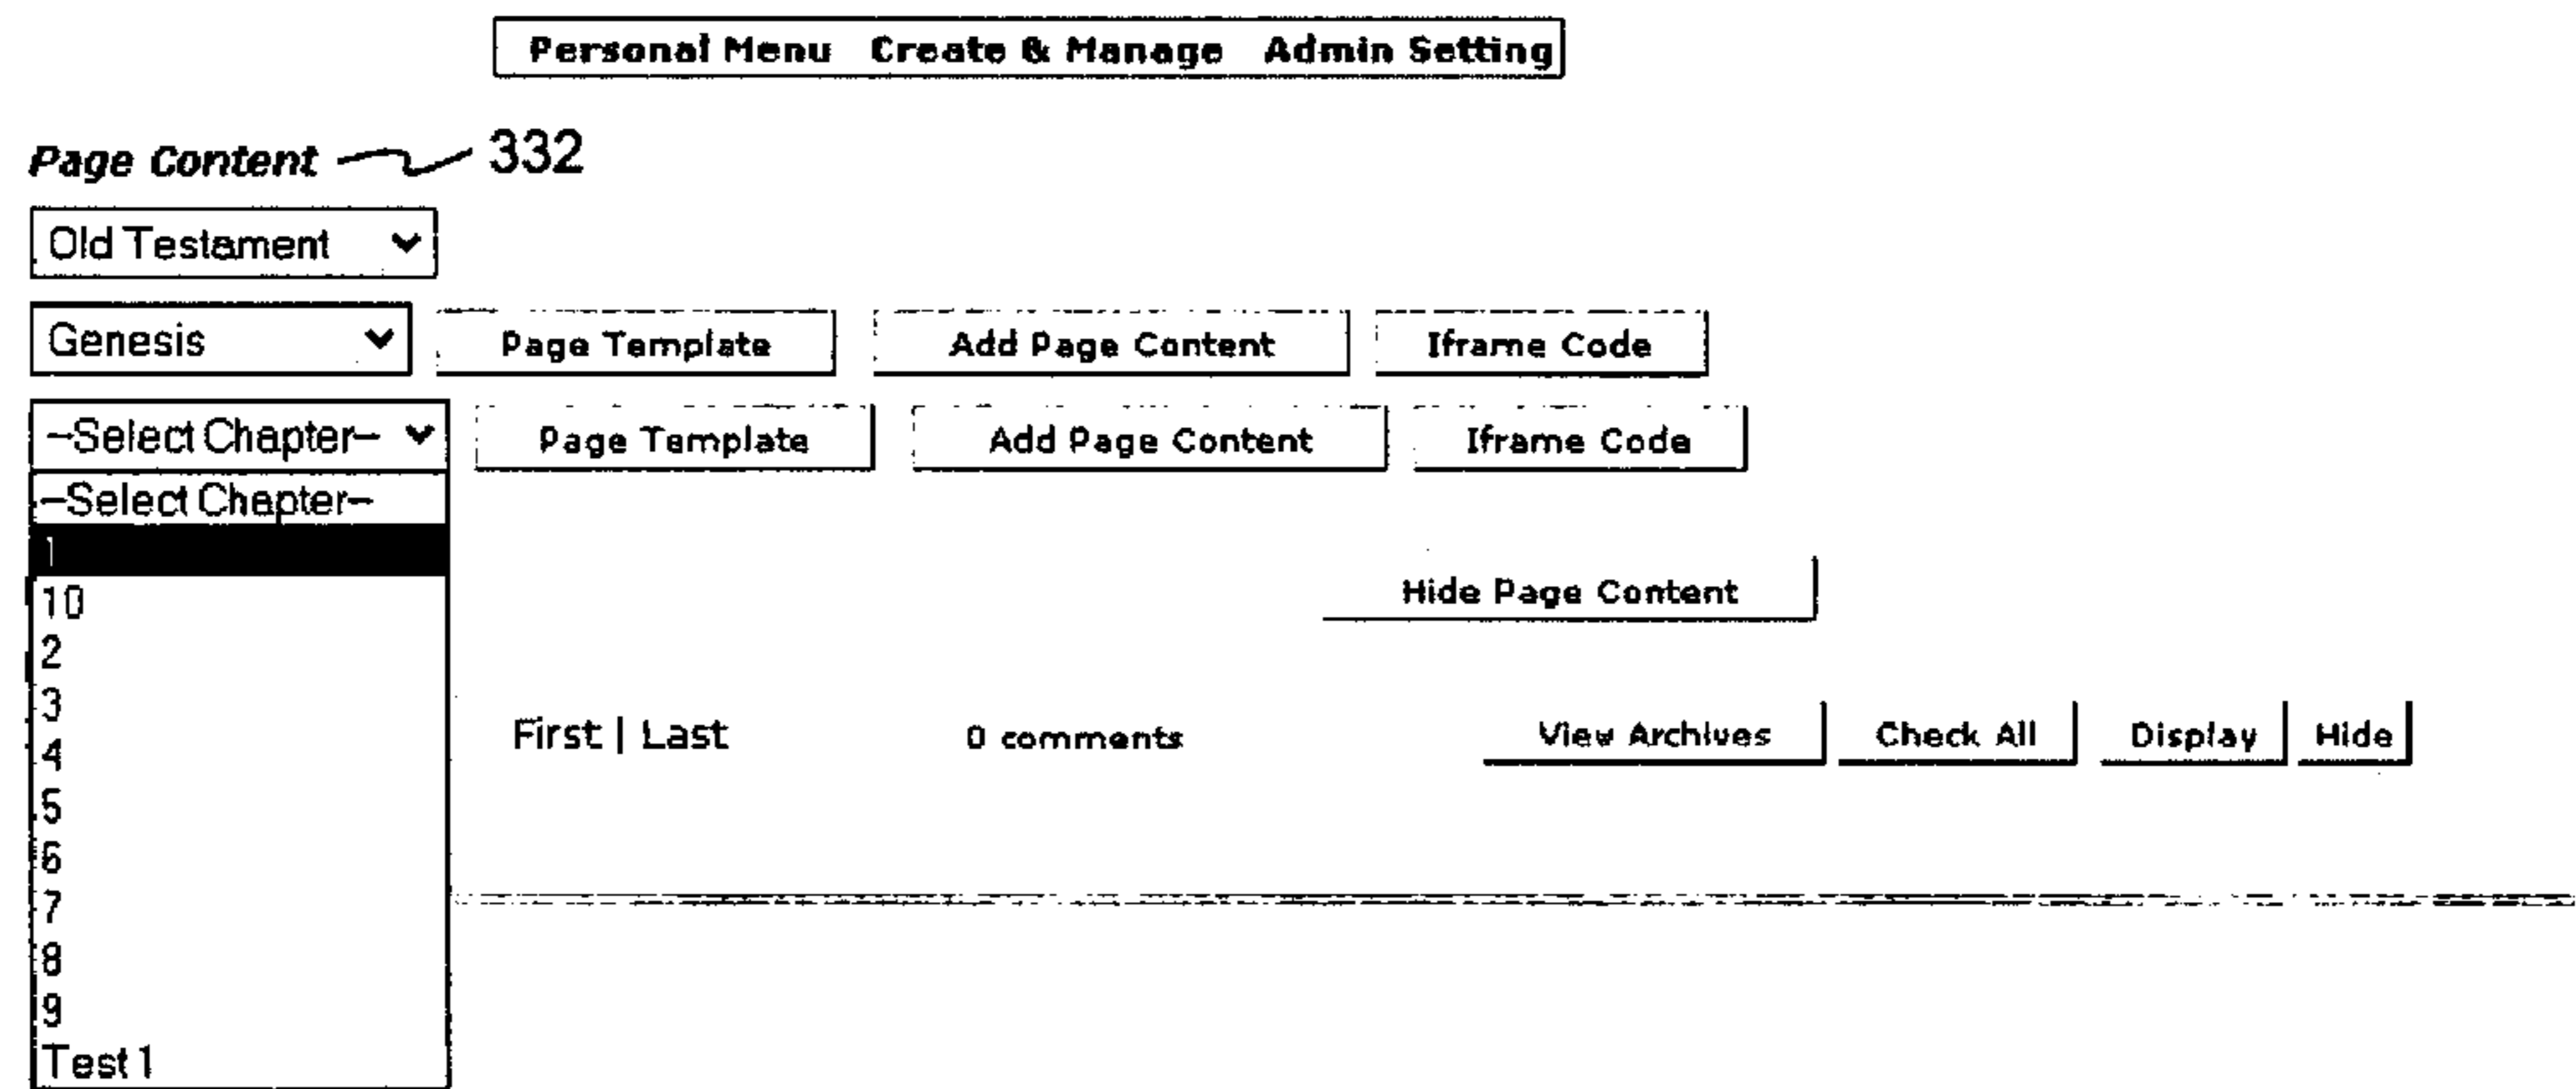 Personal Menu Create & Manage Admin Setting
Page Content 332
Old Testament
Genesis Page Template Add Page Content Iframe Code
--Select Chapter-- Page Template Add Page Content Iframe Code
--Select Chapter--
1
10 Hide Page Content
2
3
First | Last 0 comments View Archives Check All Display Hide
4
5
6
7
8
9
Test 1